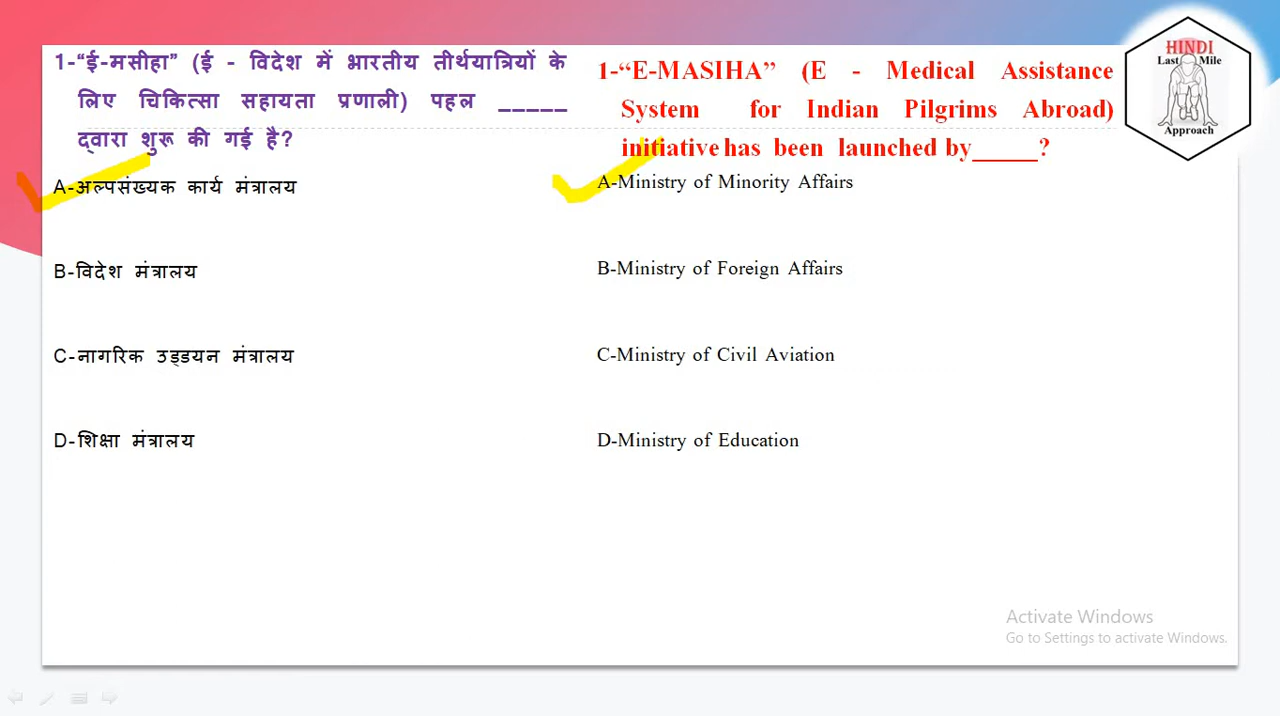 1-“ई-मसीहा” (ई - विदेश में भारतीय तीर्थयात्रियों के
लिए चिकित्सा सहायता प्रणाली) पहल _____
द्वारा शुरू की गई है?
A-अल्पसंख्यक कार्य मंत्रालय
B-विदेश मंत्रालय
C-नागरिक उड्डयन मंत्रालय
D-शिक्षा मंत्रालय
1-“E-MASIHA” (E - Medical Assistance
System for Indian Pilgrims Abroad)
initiative has been launched by_____?
A-Ministry of Minority Affairs
B-Ministry of Foreign Affairs
C-Ministry of Civil Aviation
D-Ministry of Education
HINDI
Last Mile
Approach
Activate Windows
Go to Settings to activate Windows.